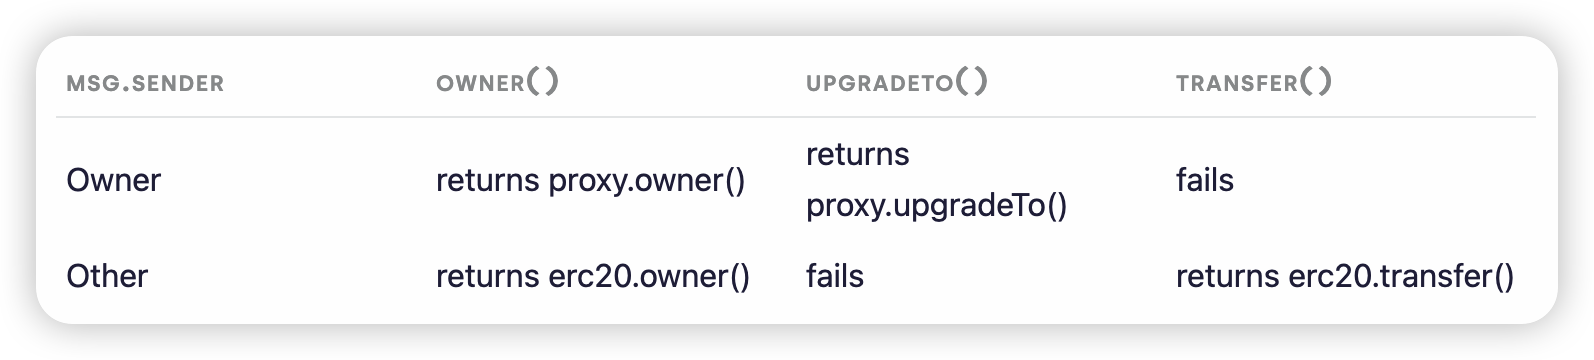 MSG.SENDER OWNER() UPGRADETO() TRANSFER()
Owner returns proxy.owner() returns proxy.upgradeTo() fails
Other returns erc20.owner() fails returns erc20.transfer()